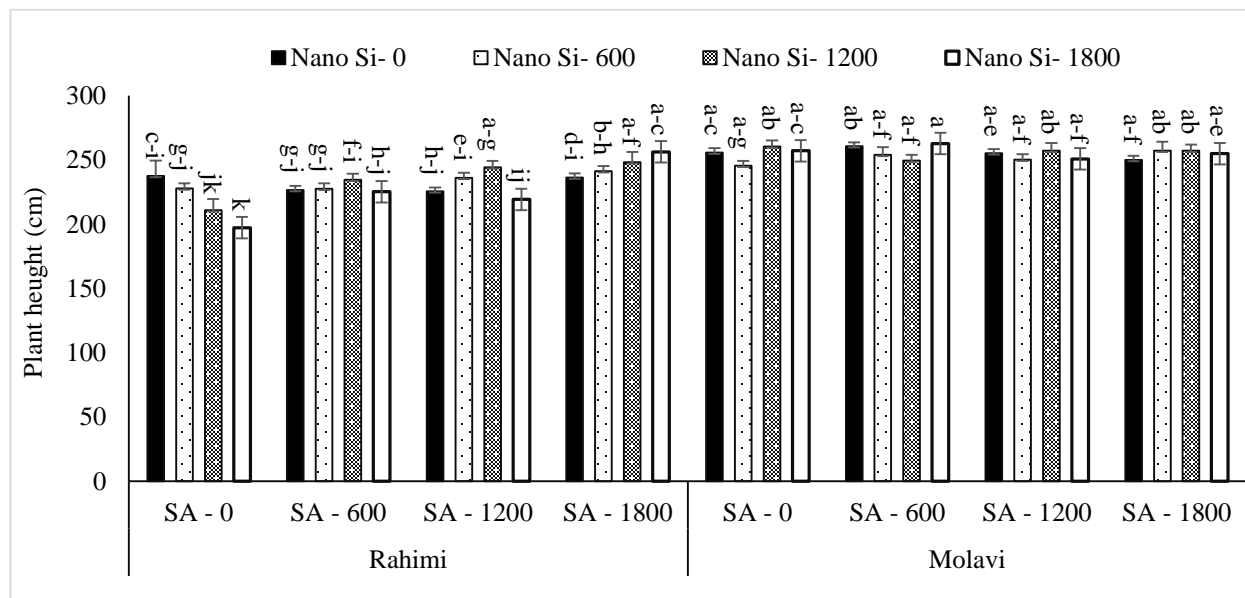 Nano Si- 0 Nano Si- 600 Nano Si- 1200 Nano Si- 1800
300
250
200
150
100
50
0
Plant heught (cm)
c-i g-j jk k g-j g-j f-i h-j h-j e-i a-g ij d-i b-h a-f a-c a-c a-g ab a-c ab a-f a-f a a-e a-f ab a-f a-f ab ab a-e
SA - 0 SA - 600 SA - 1200 SA - 1800 SA - 0 SA - 600 SA - 1200 SA - 1800
Rahimi Molavi